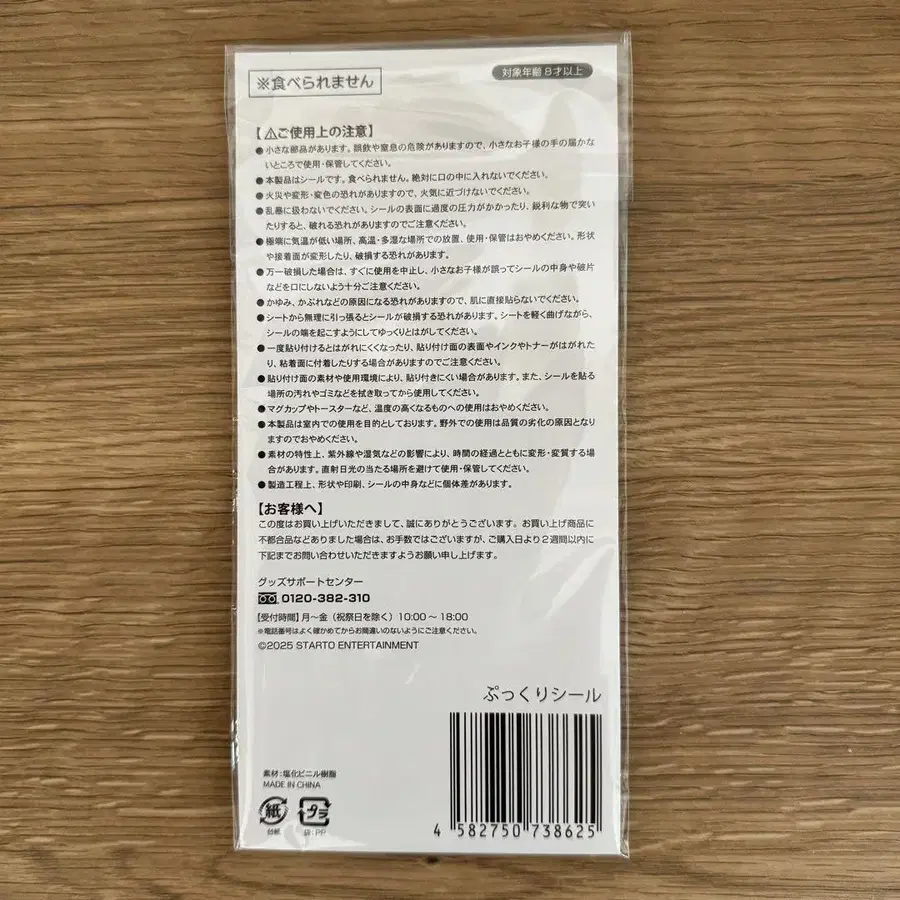 ※食べられません
対象年齢 8才以上
【⚠ご使用上の注意】
●小さな部品があります。誤飲や窒息の危険がありますので、小さなお子様の手の届かな
いところで使用・保管してください。
●本製品はシールです。食べられません。絶対に口の中に入れないでください。
●火災や変形・変色の恐れがありますので、火気に近づけないでください。
●乱暴に扱わないでください。シールの表面に過度の圧力がかかったり、鋭利な物で突い
たりすると、破れる恐れがありますのでご注意ください。
●極端に気温が低い場所、高温・多湿な場所での放置、使用・保管はおやめください。形状
や接着面が変形したり、破損する恐れがあります。
●万一破損した場合は、すぐに使用を中止し、小さなお子様が誤ってシールの中身や破片
などを口にしないよう十分ご注意ください。
●かゆみ、かぶれなどの原因になる恐れがありますので、肌に直接貼らないでください。
●シートから無理に引っ張るとシールが破損する恐れがあります。シートを軽く曲げながら、
シールの端を起こすようにしてゆっくりとはがしてください。
●一度貼り付けるとはがれにくくなったり、貼り付け面の表面やインクやトナーがはがれた
り、粘着面に付着したりする場合がありますのでご注意ください。
●貼り付け面の素材や使用環境により、貼り付きにくい場合があります。また、シールを貼る
場所の汚れやゴミなどを拭き取ってから使用してください。
●マグカップやトースターなど、温度の高くなるものへの使用はおやめください。
●本製品は室内での使用を目的としております。野外での使用は品質の劣化の原因となり
ますのでおやめください。
●素材の特性上、紫外線や湿気などの影響により、時間の経過とともに変形・変質する場
合があります。直射日光の当たる場所を避けて使用・保管してください。
●製造工程上、形状や印刷、シールの中身などに個体差があります。
【お客様へ】
この度はお買い上げいただきまして、誠にありがとうございます。お買い上げ商品に
不都合品などありました場合は、お手数ではございますが、ご購入日より2週間以内に
下記までお問い合わせいただきますようお願い申し上げます。
グッズサポートセンター
0120-382-310
【受付時間】月〜金（祝祭日を除く）10:00〜18:00
※電話番号はよく確かめてからお間違いのないようにご注意ください。
©2025 STARTO ENTERTAINMENT
ぷっくりシール
素材:塩化ビニル樹脂
MADE IN CHINA
紙
台紙
プラ
袋:PP
4 582750 738625